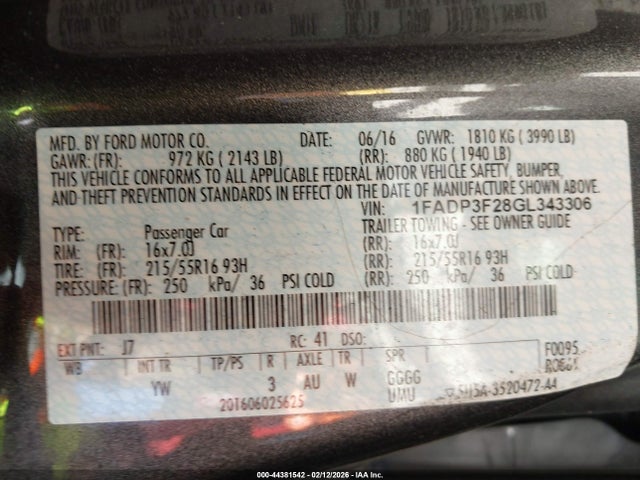 MFD. BY FORD MOTOR CO. DATE: 06/16 GVWR: 1810 KG ( 3990 LB)
GAWR: (FR): 972 KG ( 2143 LB) (RR): 880 KG ( 1940 LB)
THIS VEHICLE CONFORMS TO ALL APPLICABLE FEDERAL MOTOR VEHICLE SAFETY, BUMPER,
AND THEFT PREVENTION STANDARDS IN EFFECT ON THE DATE OF MANUFACTURE SHOWN ABOVE.
VIN: 1FADP3F28GL343306
TYPE: Passenger Car TRAILER TOWING - SEE OWNER GUIDE
RIM: (FR): 16x7.0J (RR): 16x7.0J
TIRE: (FR): 215/55R16 93H (RR): 215/55R16 93H
PRESSURE: (FR): 250 kPa/ 36 PSI COLD (RR): 250 kPa/ 36 PSI COLD
EXT PNT: J7 RC: 41 DSO:
WB INT TR TP/PS R AXLE TR SPR F0095
YW 3 AU W GGGG
201606025625 UMU
000-44381542 - 02/12/2026 - IAA Inc.